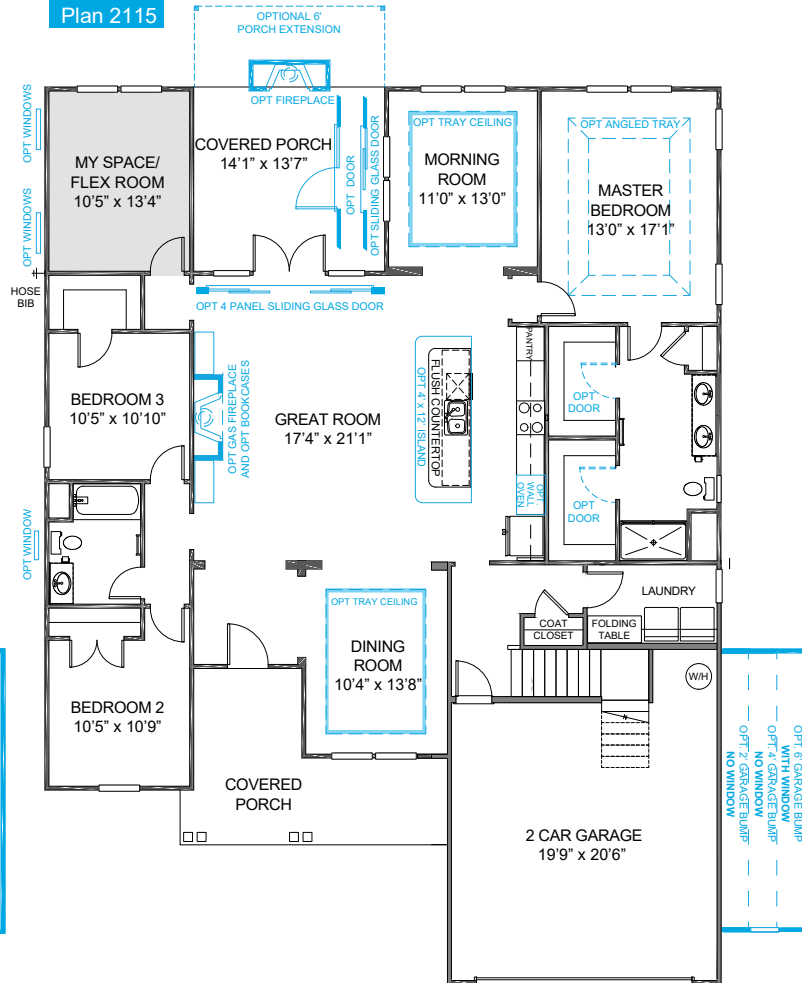 Plan 2115
OPTIONAL 6'
PORCH EXTENSION
OPT FIREPLACE
OPT WINDOWS
OPT WINDOWS
MY SPACE/
FLEX ROOM
10'5” x 13'4”
COVERED PORCH
14'1” x 13'7”
OPT DOOR
OPT SLIDING GLASS DOOR
OPT TRAY CEILING
MORNING
ROOM
11'0” x 13'0”
OPT ANGLED TRAY
MASTER
BEDROOM
13'0” x 17'1”
HOSE
BIB
OPT 4 PANEL SLIDING GLASS DOOR
BEDROOM 3
10'5” x 10'10”
OPT GAS FIREPLACE
AND OPT BOOKCASES
GREAT ROOM
17'4” x 21'1”
OPT 4' x 12' ISLAND
FLUSH COUNTERTOP
PANTRY
OPT.
WALL
OVEN
OPT
DOOR
OPT
DOOR
OPT WINDOW
OPT TRAY CEILING
DINING
ROOM
10'4” x 13'8”
COAT
CLOSET
FOLDING
TABLE
LAUNDRY
W/H
BEDROOM 2
10'5” x 10'9”
COVERED
PORCH
2 CAR GARAGE
19'9” x 20'6”
OPT. 2' GARAGE BUMP
NO WINDOW
OPT. 4' GARAGE BUMP
NO WINDOW
OPT. 6' GARAGE BUMP
WITH WINDOW